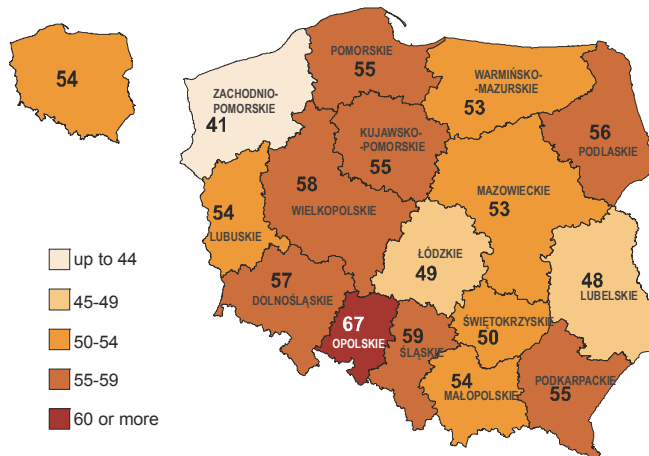 54
POMORSKIE
55
WARMIŃSKO-
-MAZURSKIE
53
ZACHODNIO-
POMORSKIE
41
KUJAWSKO-
-POMORSKIE
55
56
PODLASKIE
58
WIELKOPOLSKIE
MAZOWIECKIE
53
54
LUBUSKIE
ŁÓDZKIE
49
48
LUBELSKIE
57
DOLNOŚLĄSKIE
67
OPOLSKIE
59
ŚLĄSKIE
ŚWIĘTOKRZYSKIE
50
54
MAŁOPOLSKIE
PODKARPACKIE
55
up to 44
45-49
50-54
55-59
60 or more